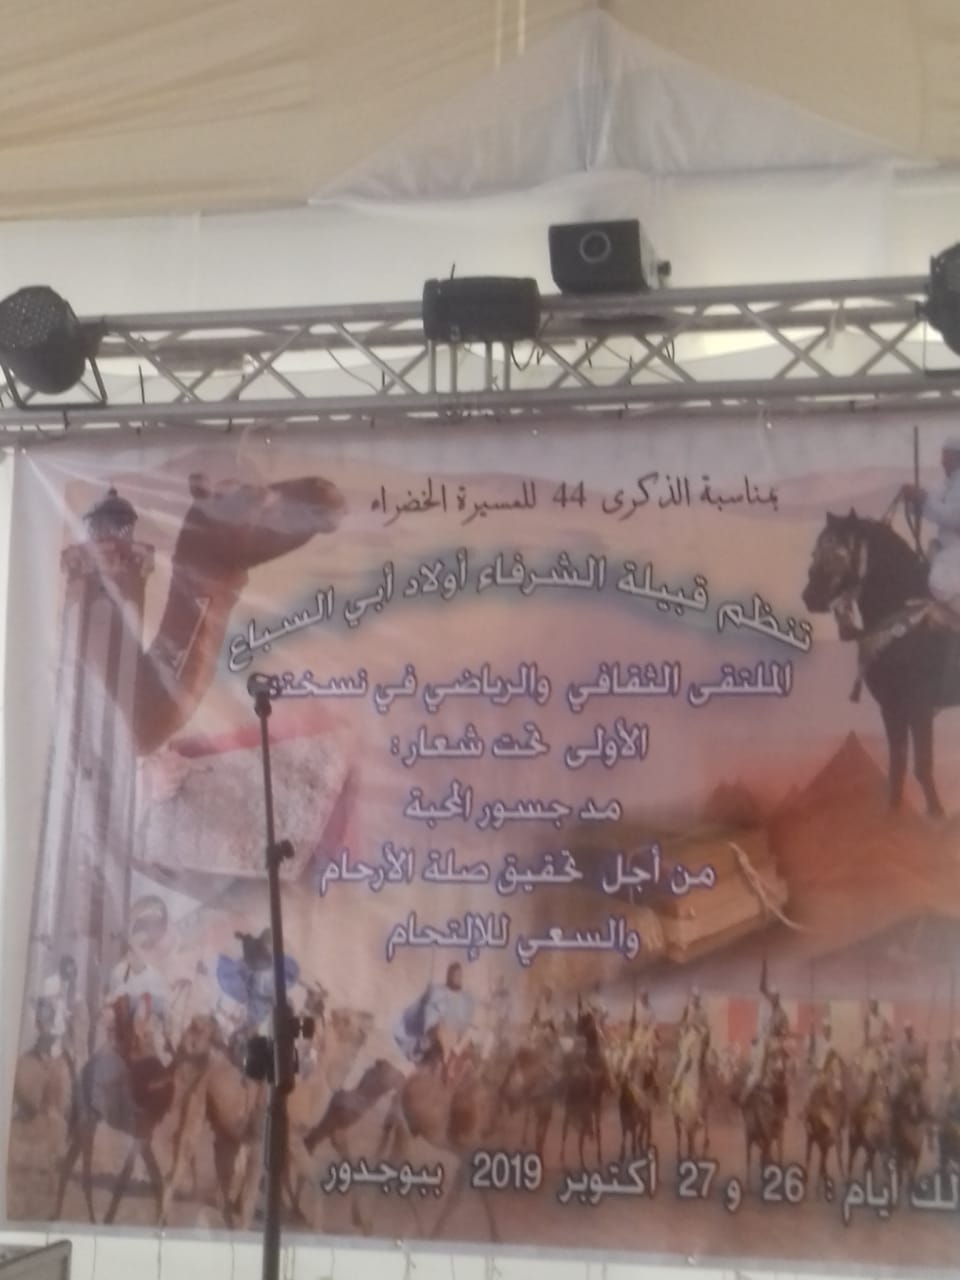 بمناسبة الذكرى 44 للمسيرة الخضراء
تنظم قبيلة الشرفاء أولاد أبي السباع
الملتقى الثقافي والرياضي في نسخته
الأولى تحت شعار:
مد جسور المحبة
من أجل تحقيق صلة الأرحام
والسعي للإلتحام
لك أيام: 26 و 27 أكتوبر 2019 ببوجدور